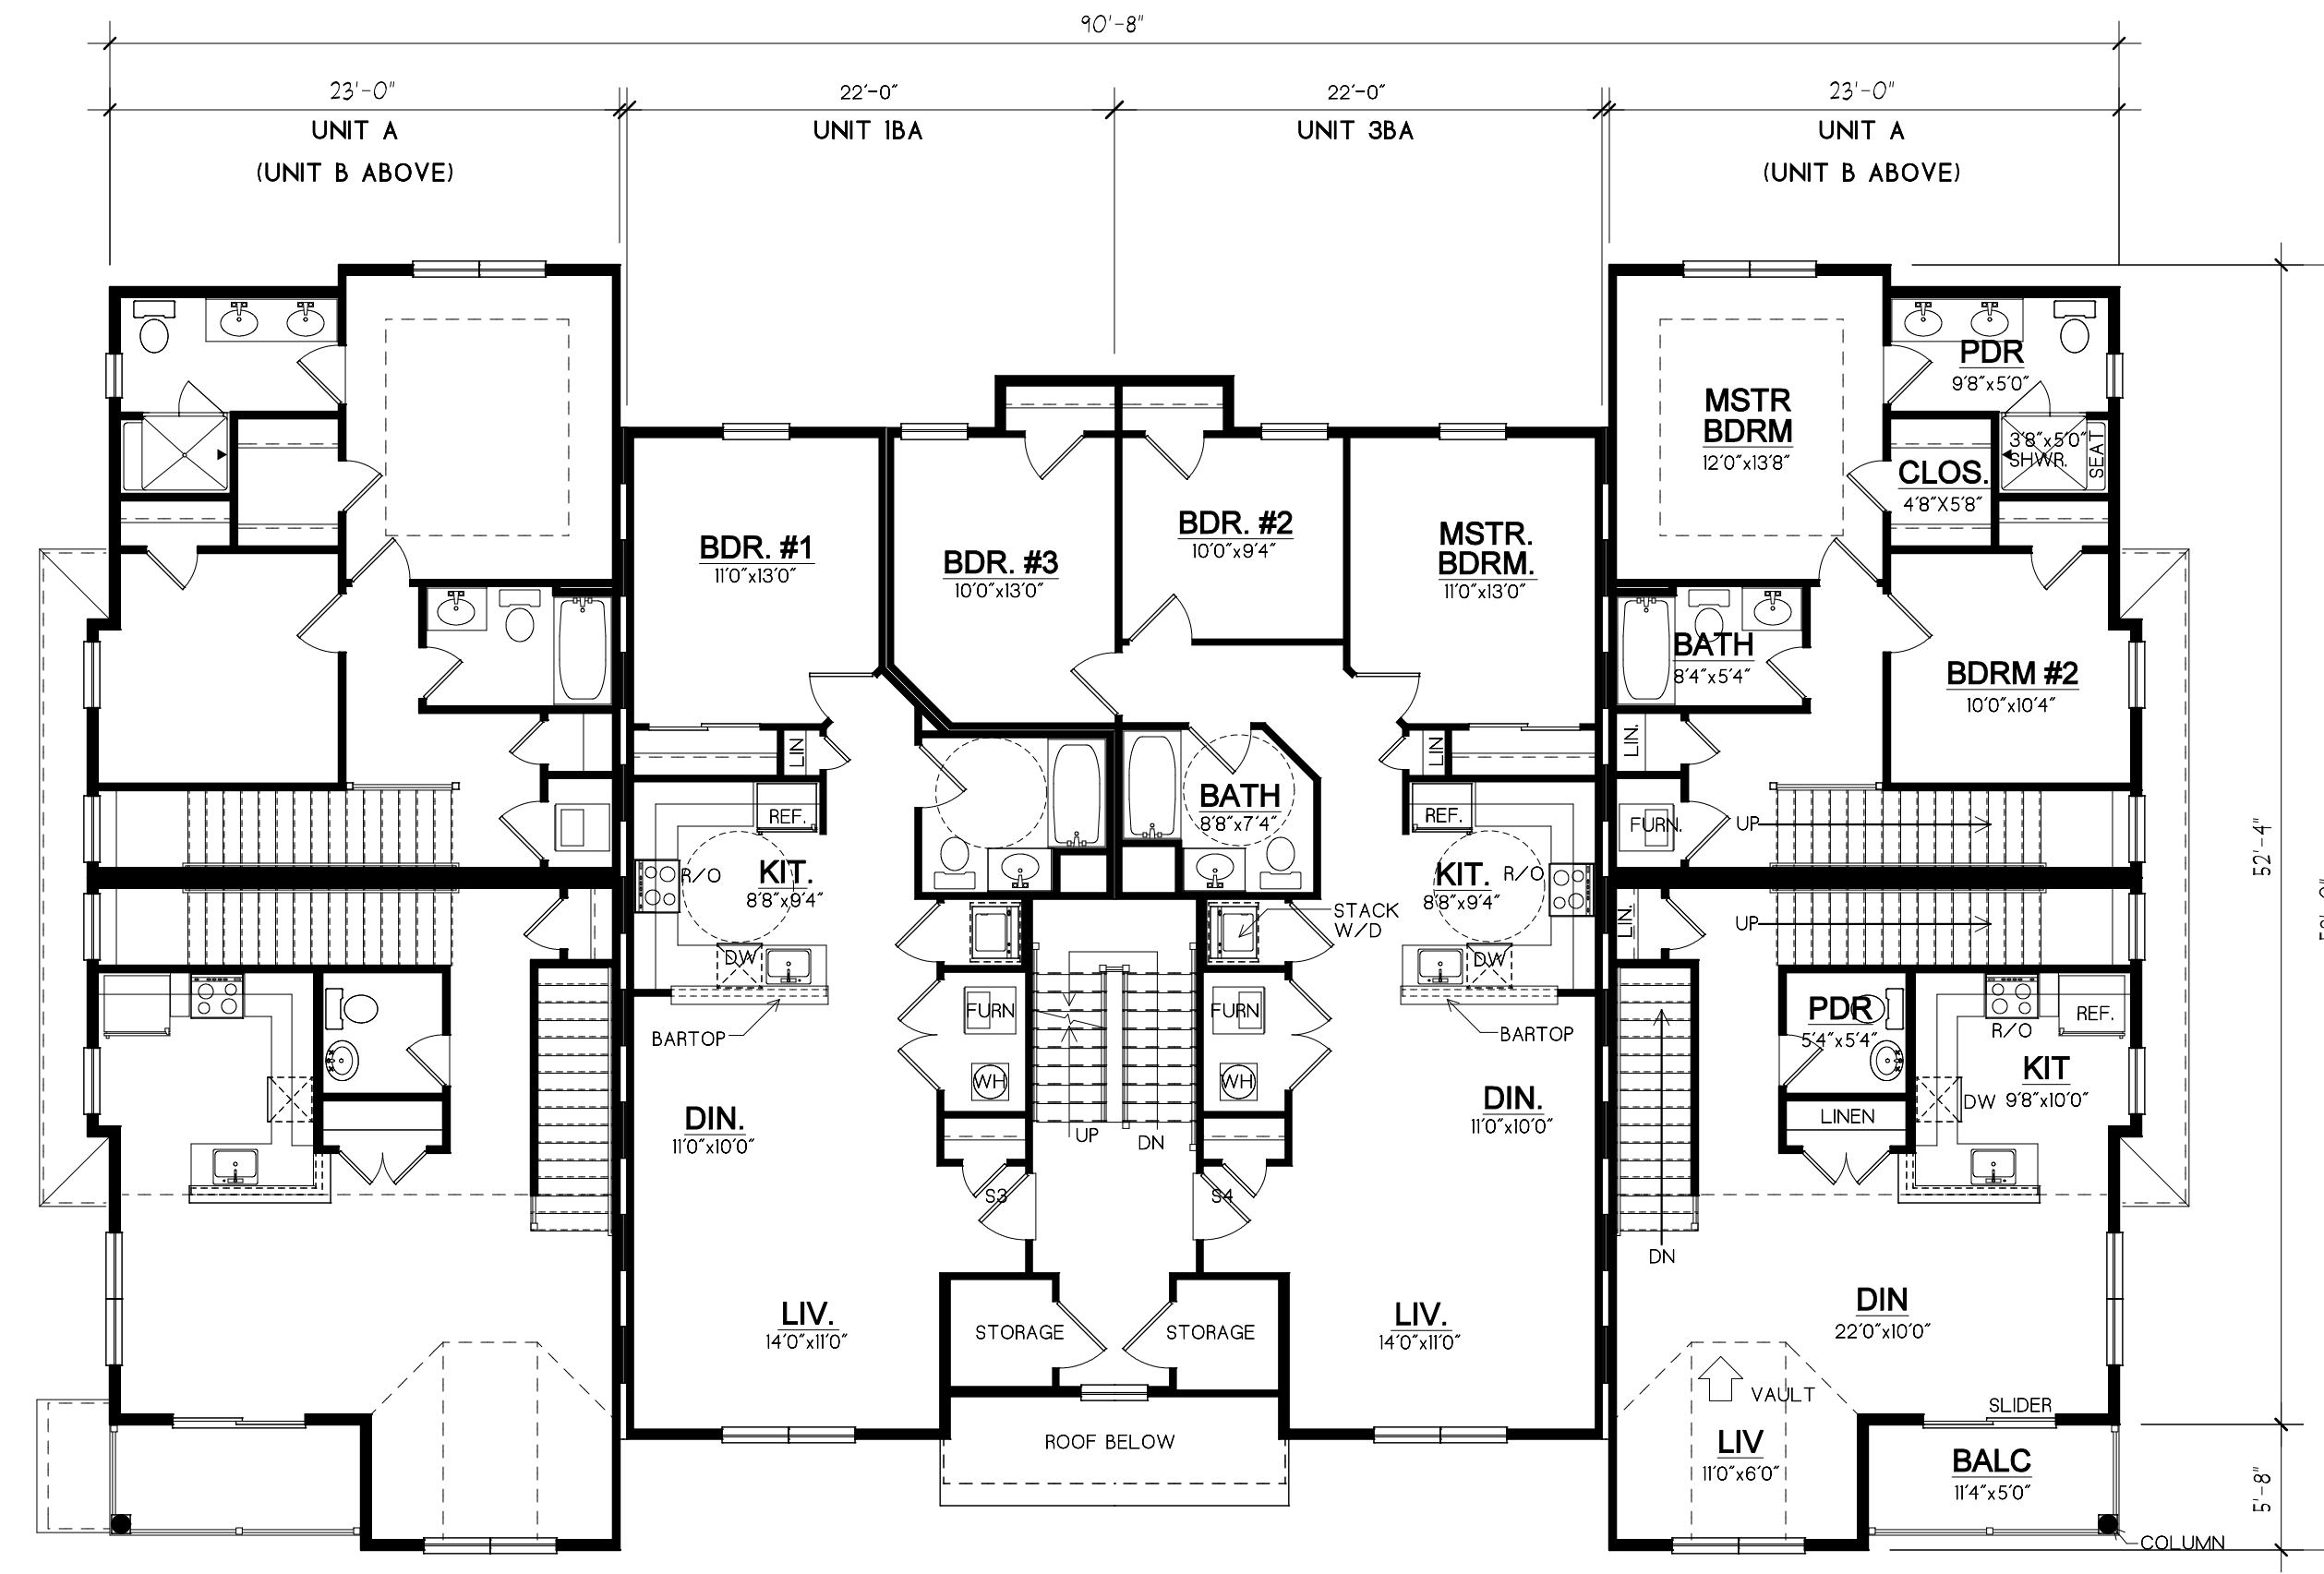 90'-8"
23'-0"
22'-0"
22'-0"
23'-0"
UNIT A
UNIT 1BA
UNIT 3BA
UNIT A
(UNIT B ABOVE)
(UNIT B ABOVE)
PDR
9'8"x5'0"
MSTR
BDRM
12'0"x13'8"
3'8"x5'0"
SHWR.
SEAT
CLOS.
4'8"X5'8"
BDR. #1
11'0"x13'0"
BDR. #3
10'0"x13'0"
BDR. #2
10'0"x9'4"
MSTR.
BDRM.
11'0"x13'0"
BATH
8'4"x5'4"
BDRM #2
10'0"x10'4"
LIN
LIN
LIN.
BATH
8'8"x7'4"
REF.
REF.
FURN.
UP
52'-4"
R/O
KIT.
8'8"x9'4"
KIT.
8'8"x9'4"
R/O
STACK
W/D
LIN.
UP
DW
DW
BARTOP
FURN
FURN
BARTOP
WH
WH
UP
DN
PDR
5'4"x5'4"
R/O
REF.
KIT
9'8"x10'0"
DW
LINEN
DIN.
11'0"x10'0"
DIN.
11'0"x10'0"
S3
S4
DN
DIN
22'0"x10'0"
LIV.
14'0"x11'0"
STORAGE
STORAGE
LIV.
14'0"x11'0"
VAULT
SLIDER
ROOF BELOW
LIV
11'0"x6'0"
BALC
11'4"x5'0"
5'-8"
COLUMN